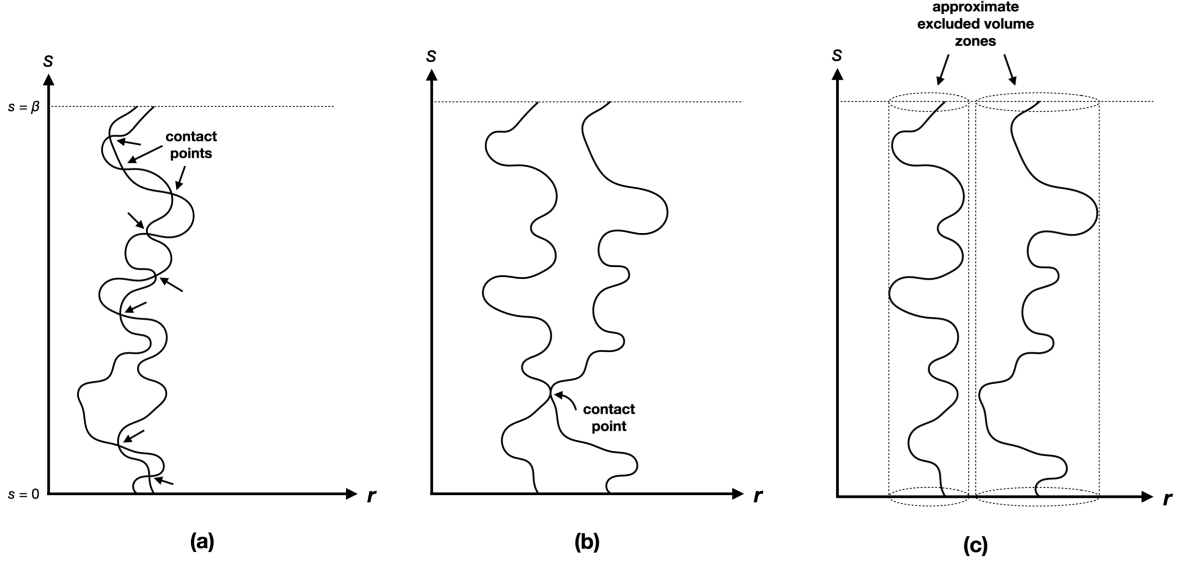 s
s = β
contact
points
s = 0
r
(a)
s
contact
point
r
(b)
approximate
excluded volume
zones
s
r
(c)